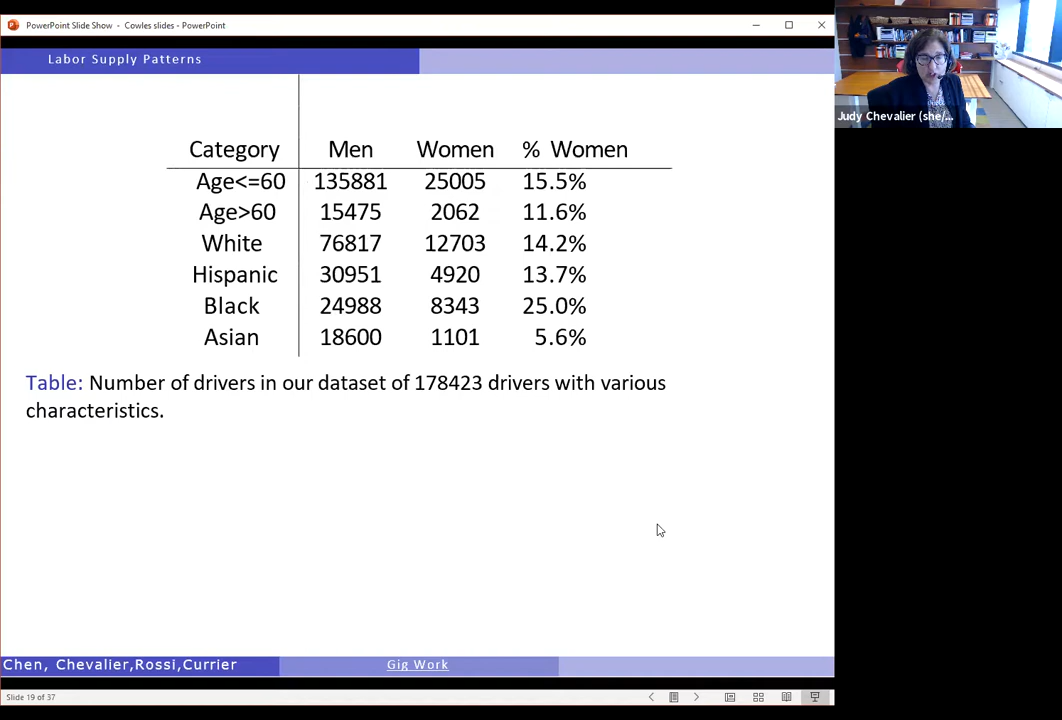 PowerPoint Slide Show - Cowles slides - PowerPoint
Labor Supply Patterns
Judy Chevalier (she/...
Category Men Women % Women
Age<=60 135881 25005 15.5%
Age>60 15475 2062 11.6%
White 76817 12703 14.2%
Hispanic 30951 4920 13.7%
Black 24988 8343 25.0%
Asian 18600 1101 5.6%
Table: Number of drivers in our dataset of 178423 drivers with various
characteristics.
Chen, Chevalier,Rossi,Currier Gig Work
Slide 19 of 37